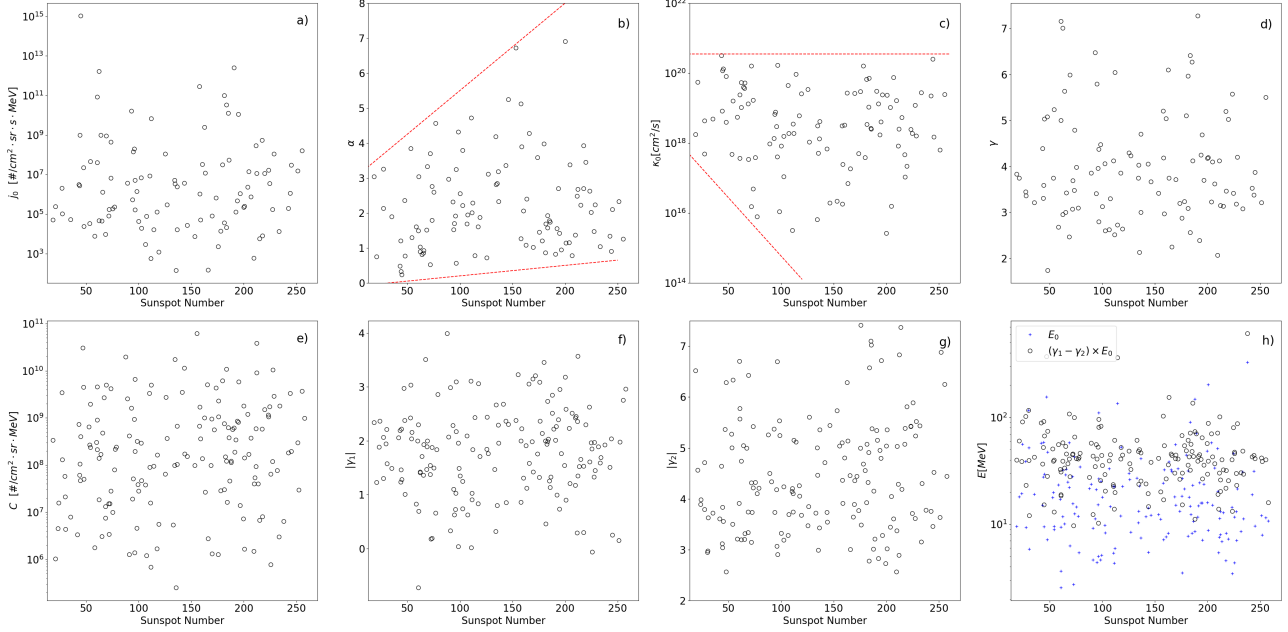 a)
j₀ [#/cm² · sr · s · MeV]
10¹⁵
10¹³
10¹¹
10⁹
10⁷
10⁵
10³
50 100 150 200 250
Sunspot Number
b)
α
8
7
6
5
4
3
2
1
0
50 100 150 200 250
Sunspot Number
c)
κ₀[cm²/s]
10²²
10²⁰
10¹⁸
10¹⁶
10¹⁴
50 100 150 200 250
Sunspot Number
d)
γ
7
6
5
4
3
2
50 100 150 200 250
Sunspot Number
e)
C [#/cm² · sr · MeV]
10¹¹
10¹⁰
10⁹
10⁸
10⁷
10⁶
50 100 150 200 250
Sunspot Number
f)
|γ₁|
4
3
2
1
0
50 100 150 200 250
Sunspot Number
g)
|γ₂|
7
6
5
4
3
2
50 100 150 200 250
Sunspot Number
h)
E₀
(γ₁ − γ₂) × E₀
E[MeV]
10²
10¹
50 100 150 200 250
Sunspot Number